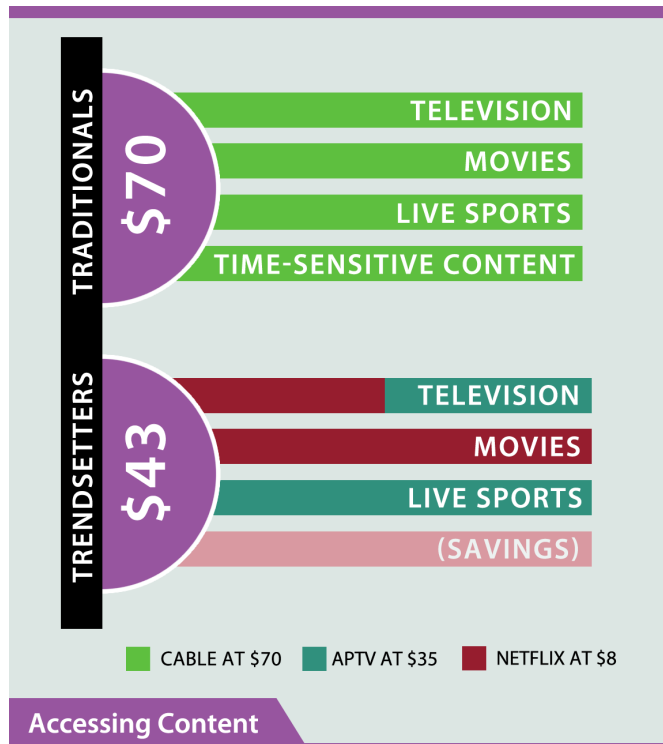 TRADITIONALS
$70
TELEVISION
MOVIES
LIVE SPORTS
TIME-SENSITIVE CONTENT
TRENDSETTERS
$43
TELEVISION
MOVIES
LIVE SPORTS
(SAVINGS)
CABLE AT $70 APTV AT $35 NETFLIX AT $8
Accessing Content